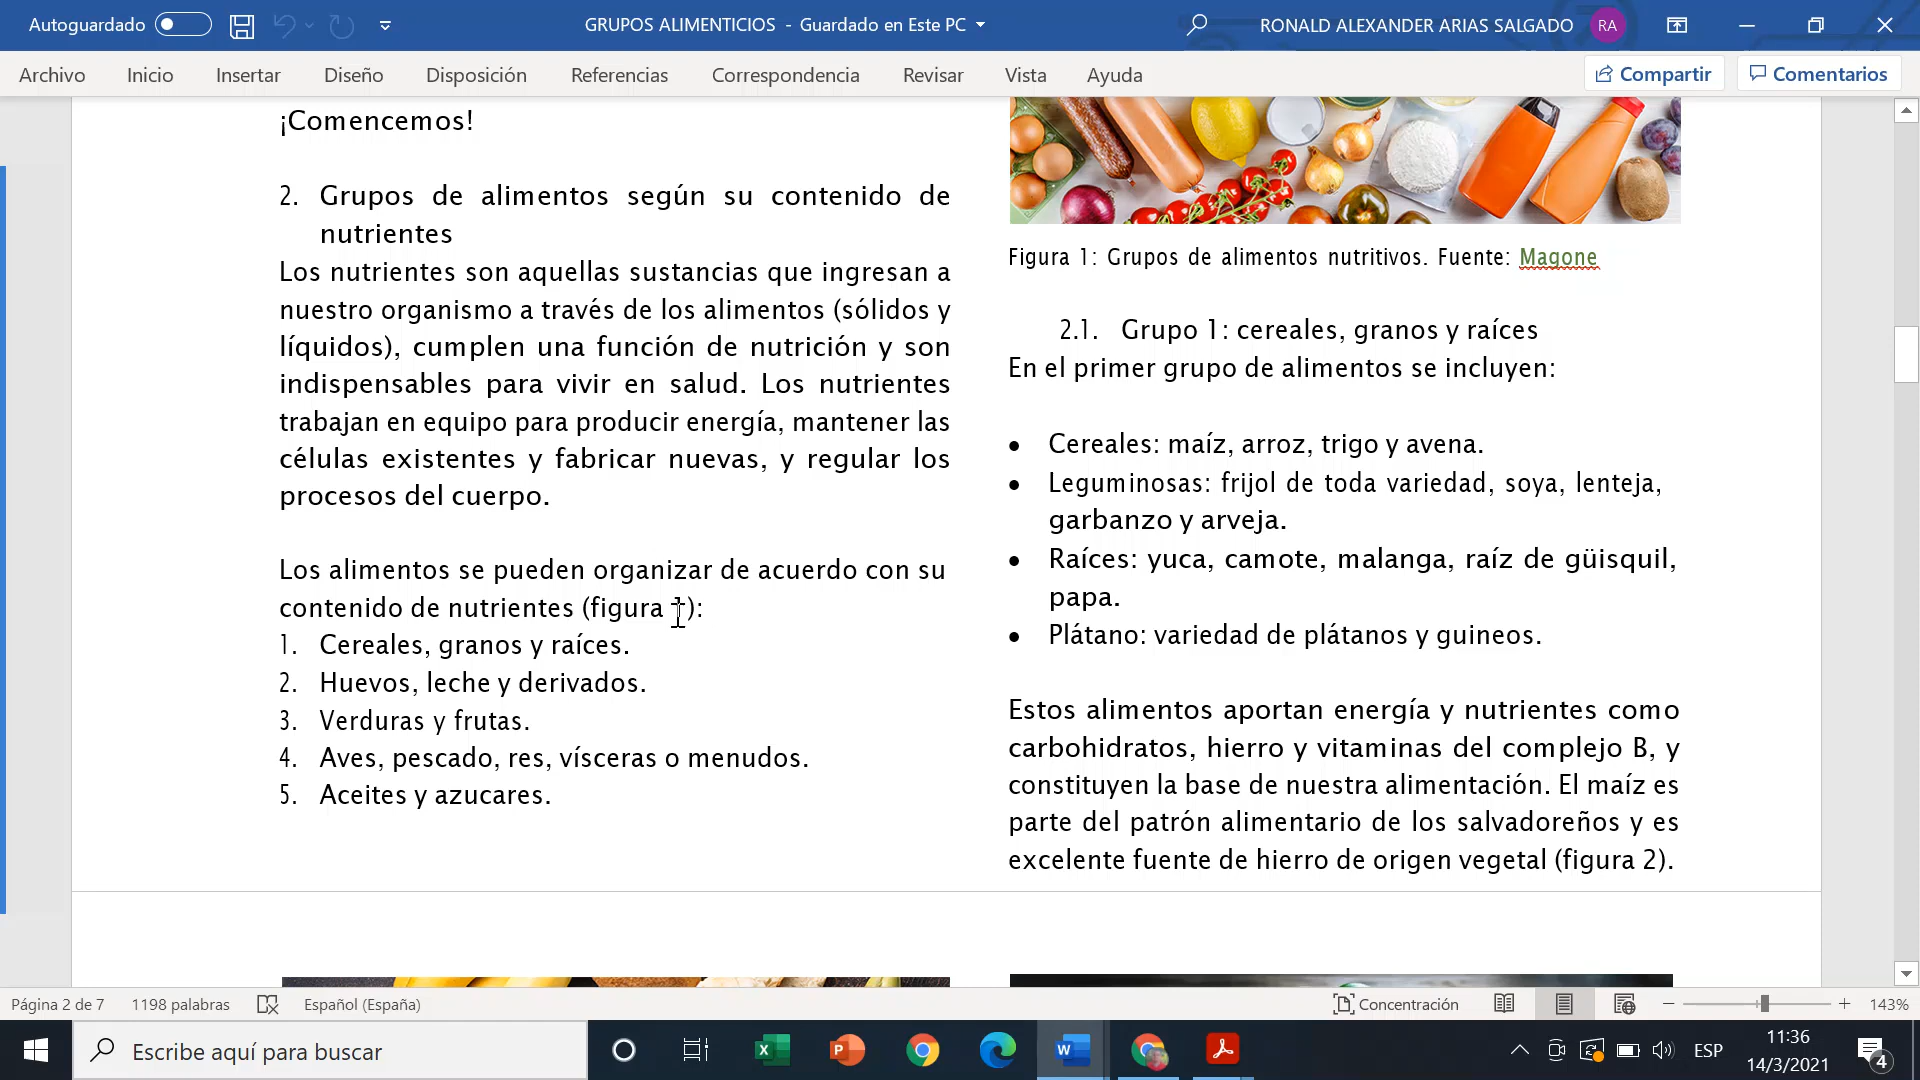 Autoguardado
GRUPOS ALIMENTICIOS - Guardado en Este PC
RONALD ALEXANDER ARIAS SALGADO
RA
Archivo Inicio Insertar Diseño Disposición Referencias Correspondencia Revisar Vista Ayuda
Compartir
Comentarios
¡Comencemos!
2. Grupos de alimentos según su contenido de
nutrientes
Los nutrientes son aquellas sustancias que ingresan a
nuestro organismo a través de los alimentos (sólidos y
líquidos), cumplen una función de nutrición y son
indispensables para vivir en salud. Los nutrientes
trabajan en equipo para producir energía, mantener las
células existentes y fabricar nuevas, y regular los
procesos del cuerpo.
Los alimentos se pueden organizar de acuerdo con su
contenido de nutrientes (figura 1):
1. Cereales, granos y raíces.
2. Huevos, leche y derivados.
3. Verduras y frutas.
4. Aves, pescado, res, vísceras o menudos.
5. Aceites y azucares.
Figura 1: Grupos de alimentos nutritivos. Fuente: Magone
2.1. Grupo 1: cereales, granos y raíces
En el primer grupo de alimentos se incluyen:
• Cereales: maíz, arroz, trigo y avena.
• Leguminosas: frijol de toda variedad, soya, lenteja,
garbanzo y arveja.
• Raíces: yuca, camote, malanga, raíz de güisquil,
papa.
• Plátano: variedad de plátanos y guineos.
Estos alimentos aportan energía y nutrientes como
carbohidratos, hierro y vitaminas del complejo B, y
constituyen la base de nuestra alimentación. El maíz es
parte del patrón alimentario de los salvadoreños y es
excelente fuente de hierro de origen vegetal (figura 2).
Página 2 de 7 1198 palabras Español (España)
Concentración
143%
Escribe aquí para buscar
ESP
11:36
14/3/2021
4